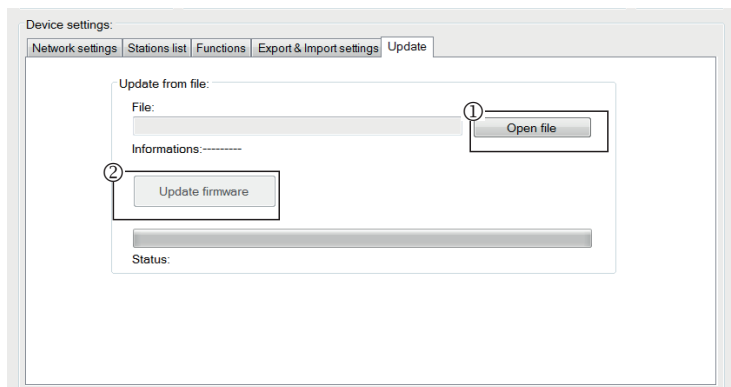 Device settings:
Network settings Stations list Functions Export & Import settings Update
Update from file:
File:
① Open file
Informations:---------
② Update firmware
Status: